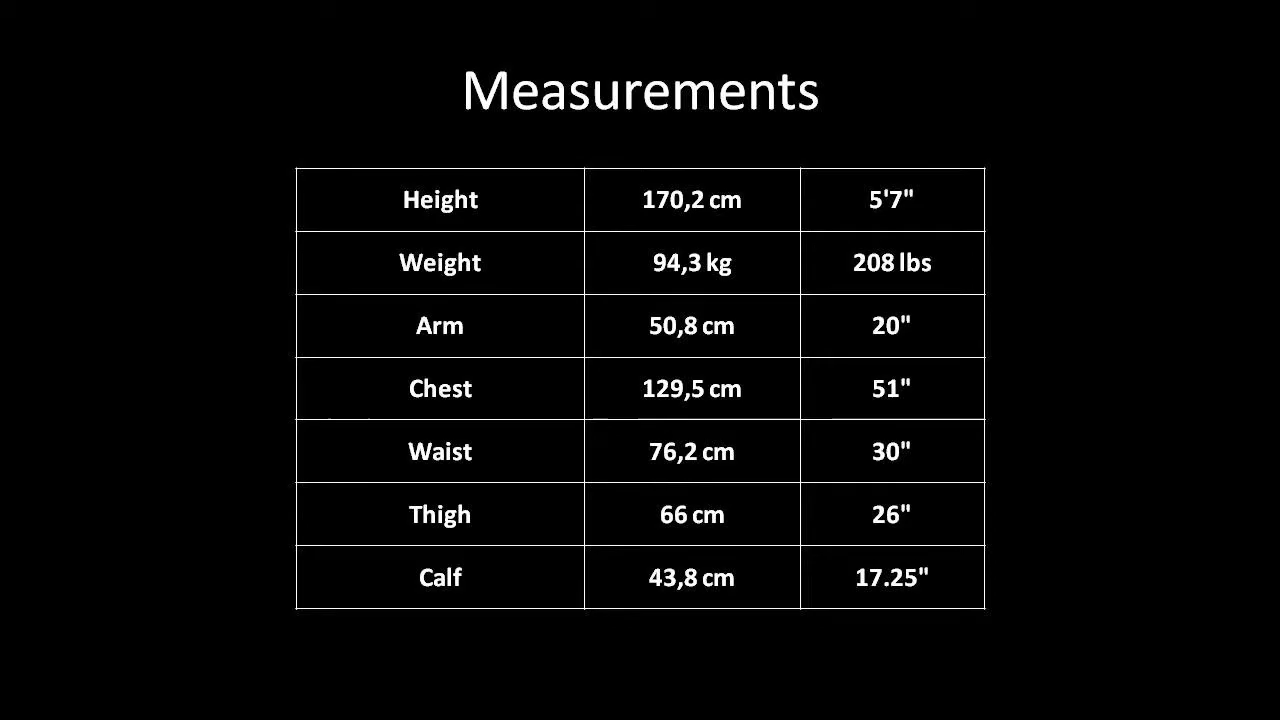 Measurements
Height 170,2 cm 5'7"
Weight 94,3 kg 208 lbs
Arm 50,8 cm 20"
Chest 129,5 cm 51"
Waist 76,2 cm 30"
Thigh 66 cm 26"
Calf 43,8 cm 17.25"